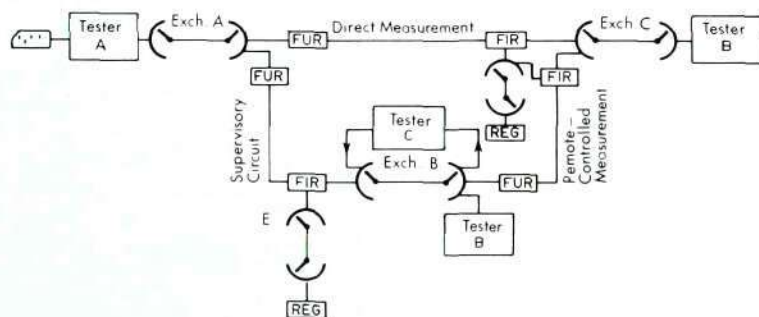 Tester A
Exch. A
FUR
Direct Measurement
FIR
Exch C
Tester B
FUR
FIR
REG
Supervisory Circuit
Tester C
Exch. B
Pemote-Controlled Measurement
FIR
FUR
E
Tester B
REG